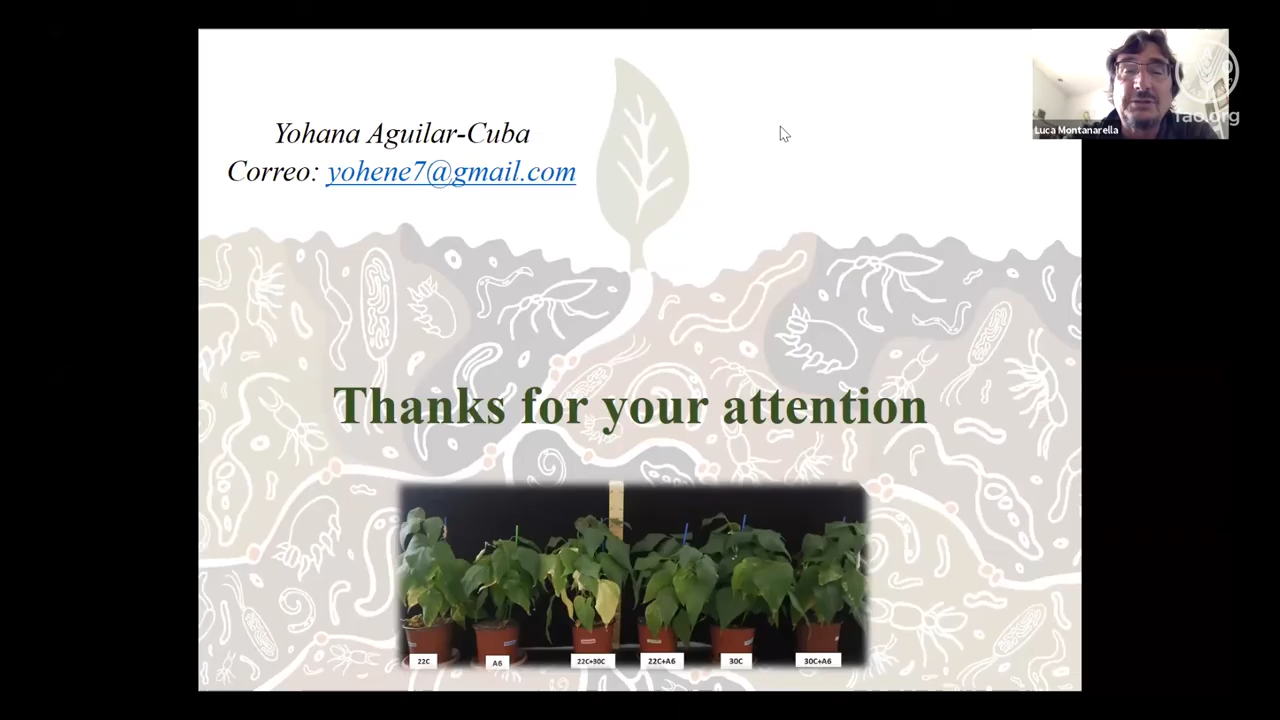 Yohana Aguilar-Cuba
Correo: yohene7@gmail.com
Luca Montanarella
fao.org
Thanks for your attention
22C
A6
22C+30C
22C+A6
30C
30C+A6